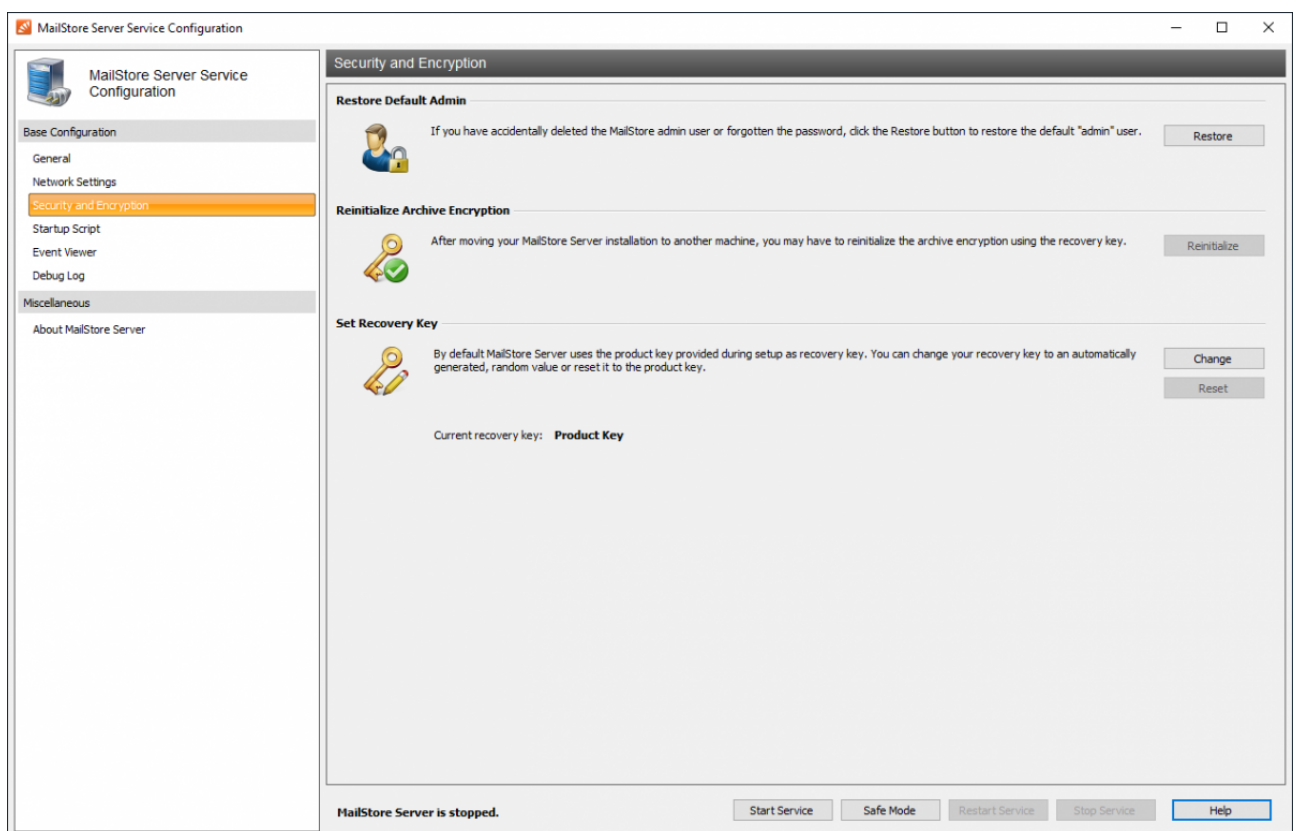 MailStore Server Service Configuration
MailStore Server Service
Configuration
Base Configuration
General
Network Settings
Security and Encryption
Startup Script
Event Viewer
Debug Log
Miscellaneous
About MailStore Server
Security and Encryption
Restore Default Admin
If you have accidentally deleted the MailStore admin user or forgotten the password, click the Restore button to restore the default "admin" user.
Restore
Reinitialize Archive Encryption
After moving your MailStore Server installation to another machine, you may have to reinitialize the archive encryption using the recovery key.
Reinitialize
Set Recovery Key
By default MailStore Server uses the product key provided during setup as recovery key. You can change your recovery key to an automatically
generated, random value or reset it to the product key.
Change
Reset
Current recovery key: Product Key
MailStore Server is stopped.
Start Service
Safe Mode
Restart Service
Stop Service
Help